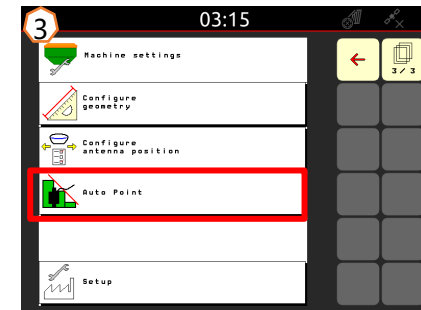 3
03:15
Machine settings
3/3
Configure
geometry
Configure
antenna position
Auto Point
Setup